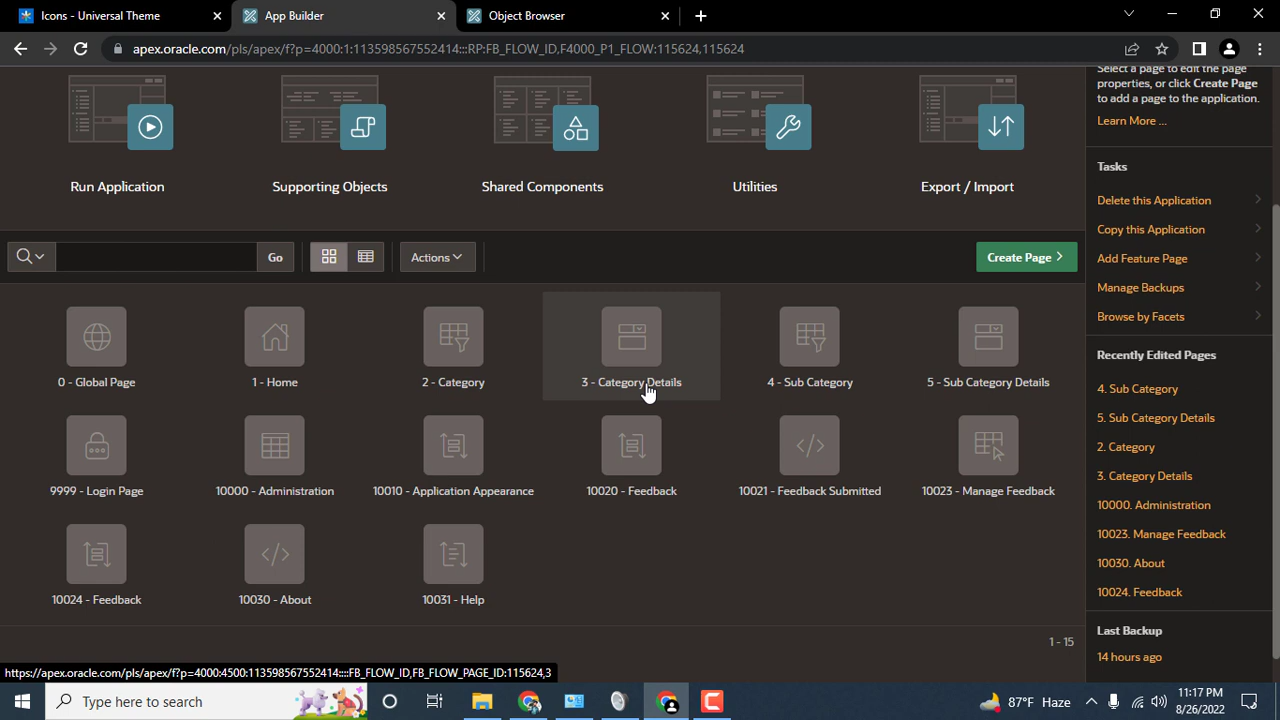 Icons - Universal Theme
App Builder
Object Browser
apex.oracle.com/pls/apex/f?p=4000:1:113598567552414:::RP:FB_FLOW_ID,F4000_P1_FLOW:115624,115624
Run Application
Supporting Objects
Shared Components
Utilities
Export / Import
Go
Actions
Create Page
0 - Global Page
1 - Home
2 - Category
3 - Category Details
4 - Sub Category
5 - Sub Category Details
9999 - Login Page
10000 - Administration
10010 - Application Appearance
10020 - Feedback
10021 - Feedback Submitted
10023 - Manage Feedback
10024 - Feedback
10030 - About
10031 - Help
1 - 15
Select a page to edit the page
properties, or click Create Page
to add a page to the application.
Learn More ...
Tasks
Delete this Application
Copy this Application
Add Feature Page
Manage Backups
Browse by Facets
Recently Edited Pages
4. Sub Category
5. Sub Category Details
2. Category
3. Category Details
10000. Administration
10023. Manage Feedback
10030. About
10024. Feedback
Last Backup
14 hours ago
https://apex.oracle.com/pls/apex/f?p=4000:4500:113598567552414::::FB_FLOW_ID,FB_FLOW_PAGE_ID:115624,3
Type here to search
87°F Haze
11:17 PM
8/26/2022